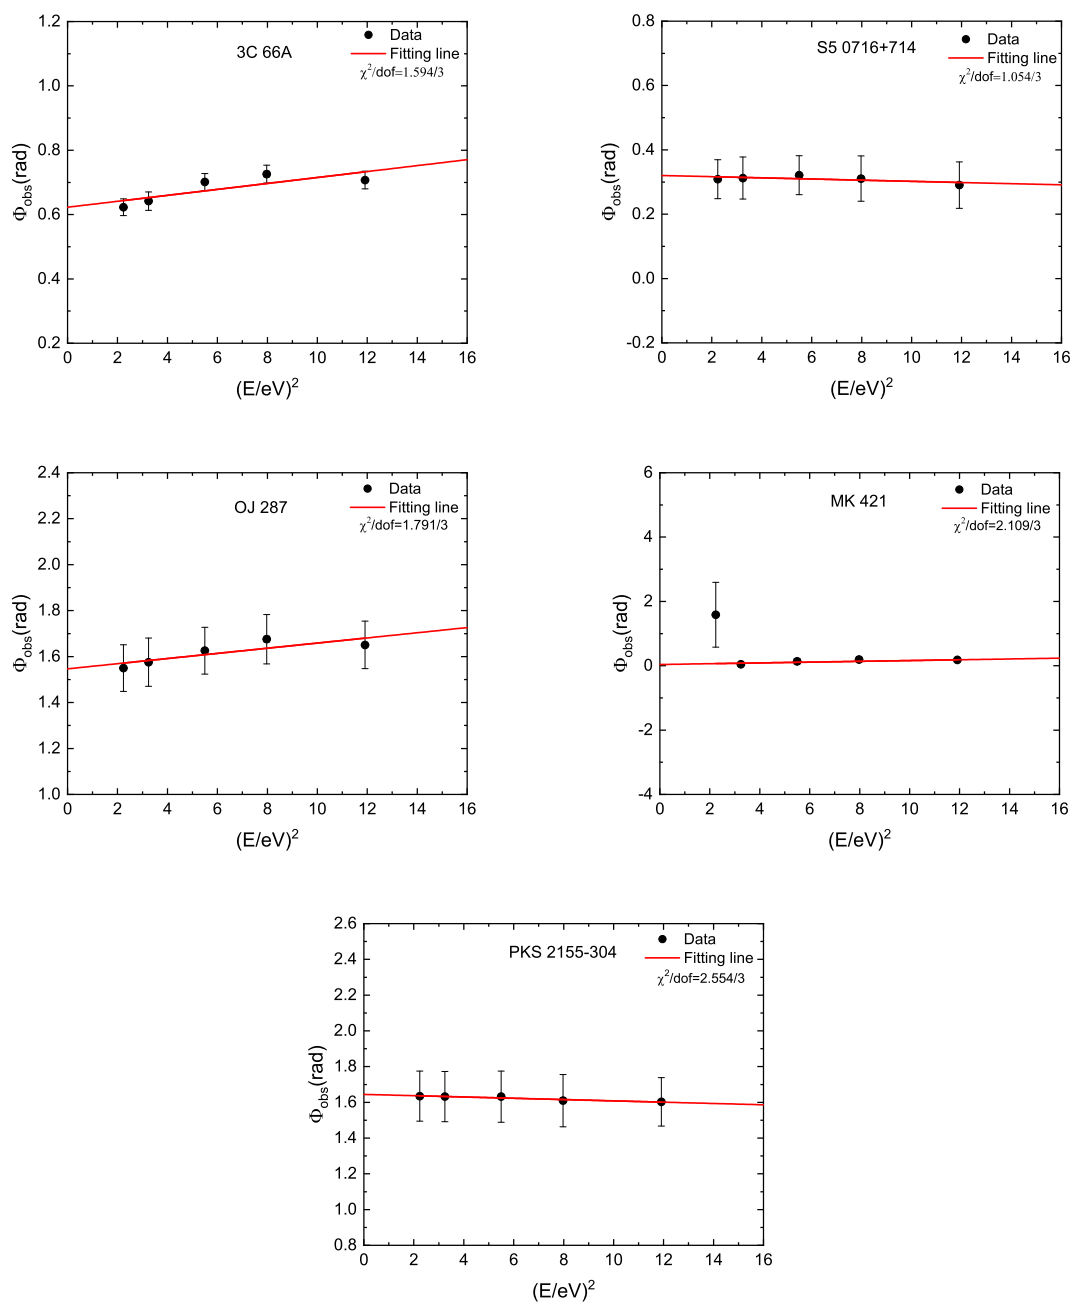 3C 66A
Data
Fitting line
χ²/dof=1.594/3
Φobs(rad)
1.2
1.0
0.8
0.6
0.4
0.2
0 2 4 6 8 10 12 14 16
(E/eV)²
S5 0716+714
Data
Fitting line
χ²/dof=1.054/3
Φobs(rad)
0.8
0.6
0.4
0.2
0.0
-0.2
0 2 4 6 8 10 12 14 16
(E/eV)²
OJ 287
Data
Fitting line
χ²/dof=1.791/3
Φobs(rad)
2.4
2.2
2.0
1.8
1.6
1.4
1.2
1.0
0 2 4 6 8 10 12 14 16
(E/eV)²
MK 421
Data
Fitting line
χ²/dof=2.109/3
Φobs(rad)
6
4
2
0
-2
-4
0 2 4 6 8 10 12 14 16
(E/eV)²
PKS 2155-304
Data
Fitting line
χ²/dof=2.554/3
Φobs(rad)
2.6
2.4
2.2
2.0
1.8
1.6
1.4
1.2
1.0
0.8
0 2 4 6 8 10 12 14 16
(E/eV)²